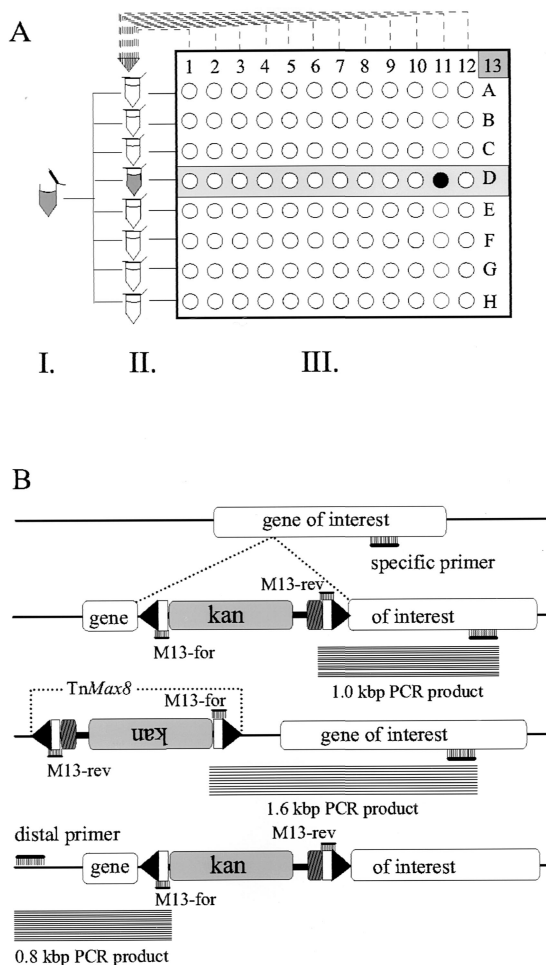 A
1 2 3 4 5 6 7 8 9 10 11 12 13
A
B
C
D
E
F
G
H
I. II. III.
B
gene of interest
specific primer
M13-rev
gene kan of interest
M13-for
1.0 kbp PCR product
TnMax8
M13-for
kan gene of interest
M13-rev
1.6 kbp PCR product
distal primer
M13-rev
gene kan of interest
M13-for
0.8 kbp PCR product